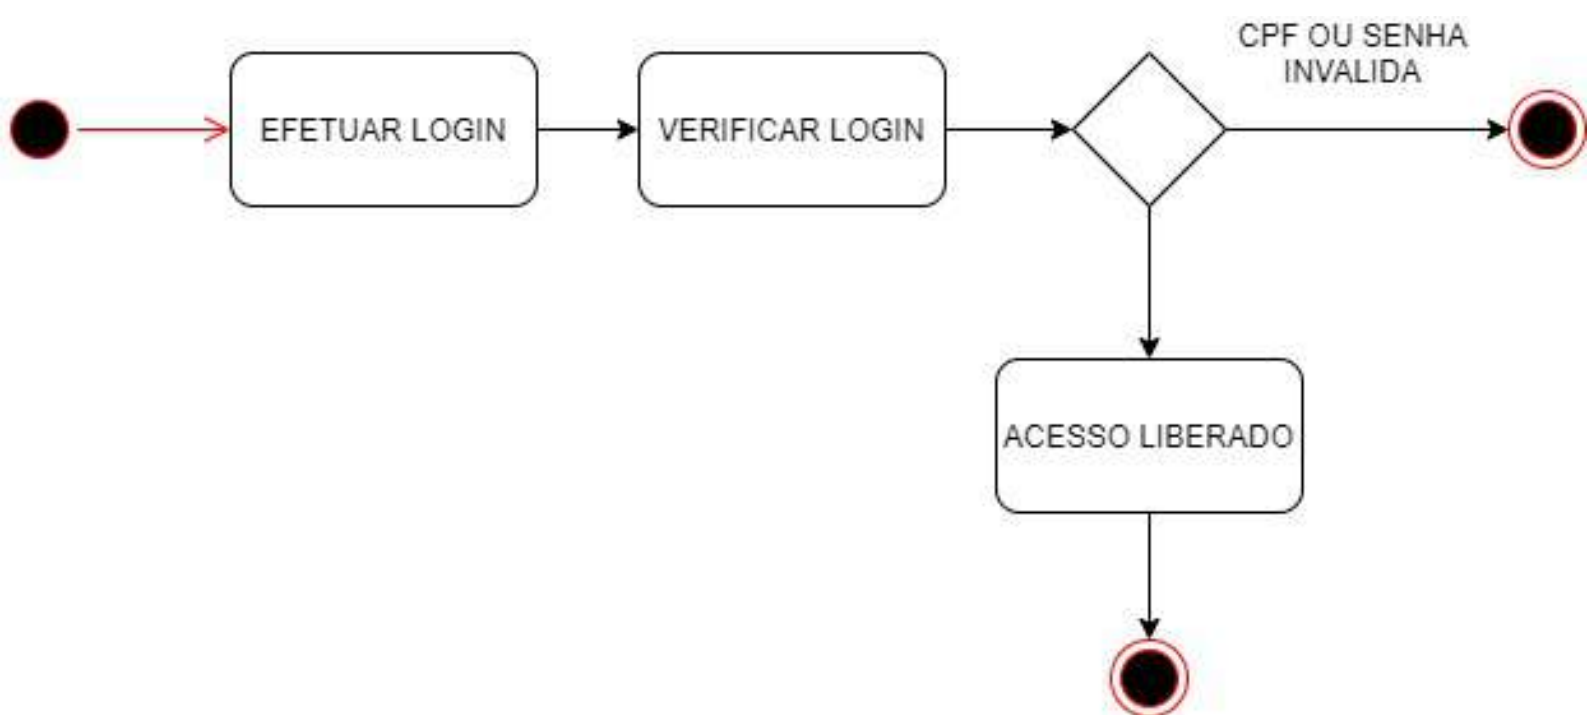 CPF OU SENHA
INVALIDA
EFETUAR LOGIN
VERIFICAR LOGIN
ACESSO LIBERADO